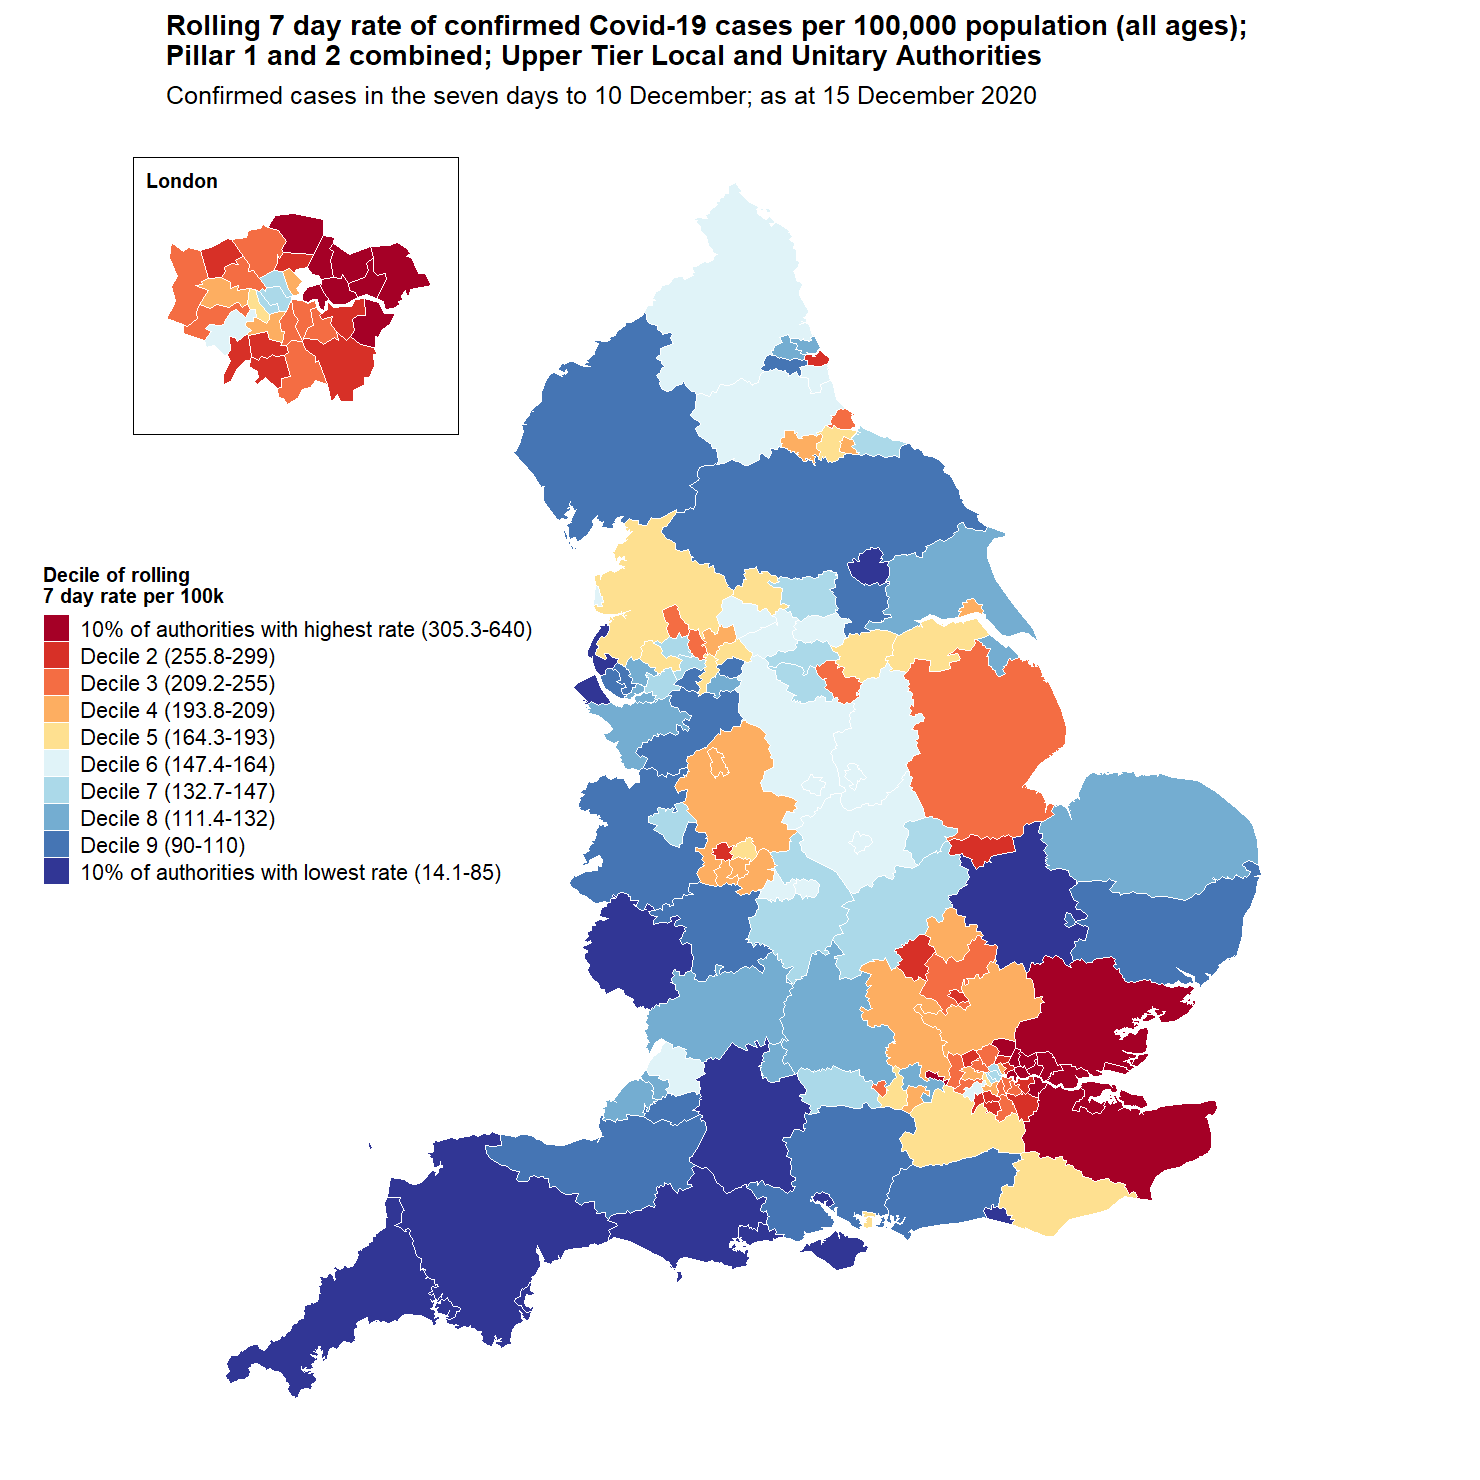 Rolling 7 day rate of confirmed Covid-19 cases per 100,000 population (all ages);
Pillar 1 and 2 combined; Upper Tier Local and Unitary Authorities
Confirmed cases in the seven days to 10 December; as at 15 December 2020
London
Decile of rolling
7 day rate per 100k
10% of authorities with highest rate (305.3-640)
Decile 2 (255.8-299)
Decile 3 (209.2-255)
Decile 4 (193.8-209)
Decile 5 (164.3-193)
Decile 6 (147.4-164)
Decile 7 (132.7-147)
Decile 8 (111.4-132)
Decile 9 (90-110)
10% of authorities with lowest rate (14.1-85)